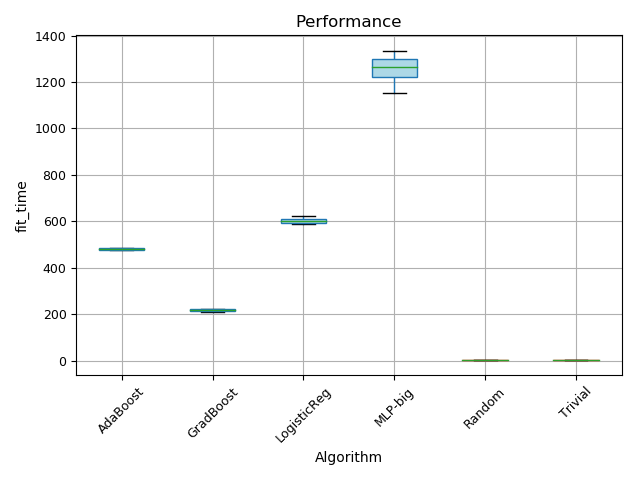 Performance
1400
1200
1000
800
600
400
200
0
fit_time
AdaBoost
GradBoost
LogisticReg
MLP-big
Random
Trivial
Algorithm